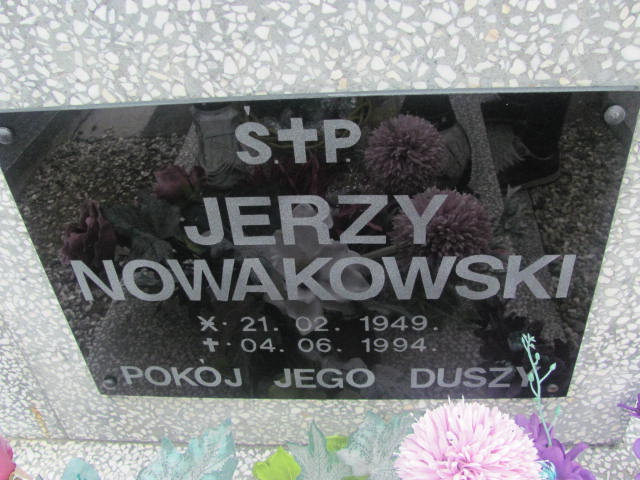 Ś.✝P.
JERZY
NOWAKOWSKI
⚹· 21. 02. 1949.
✝· 04. 06. 1994.
POKÓJ JEGO DUSZY